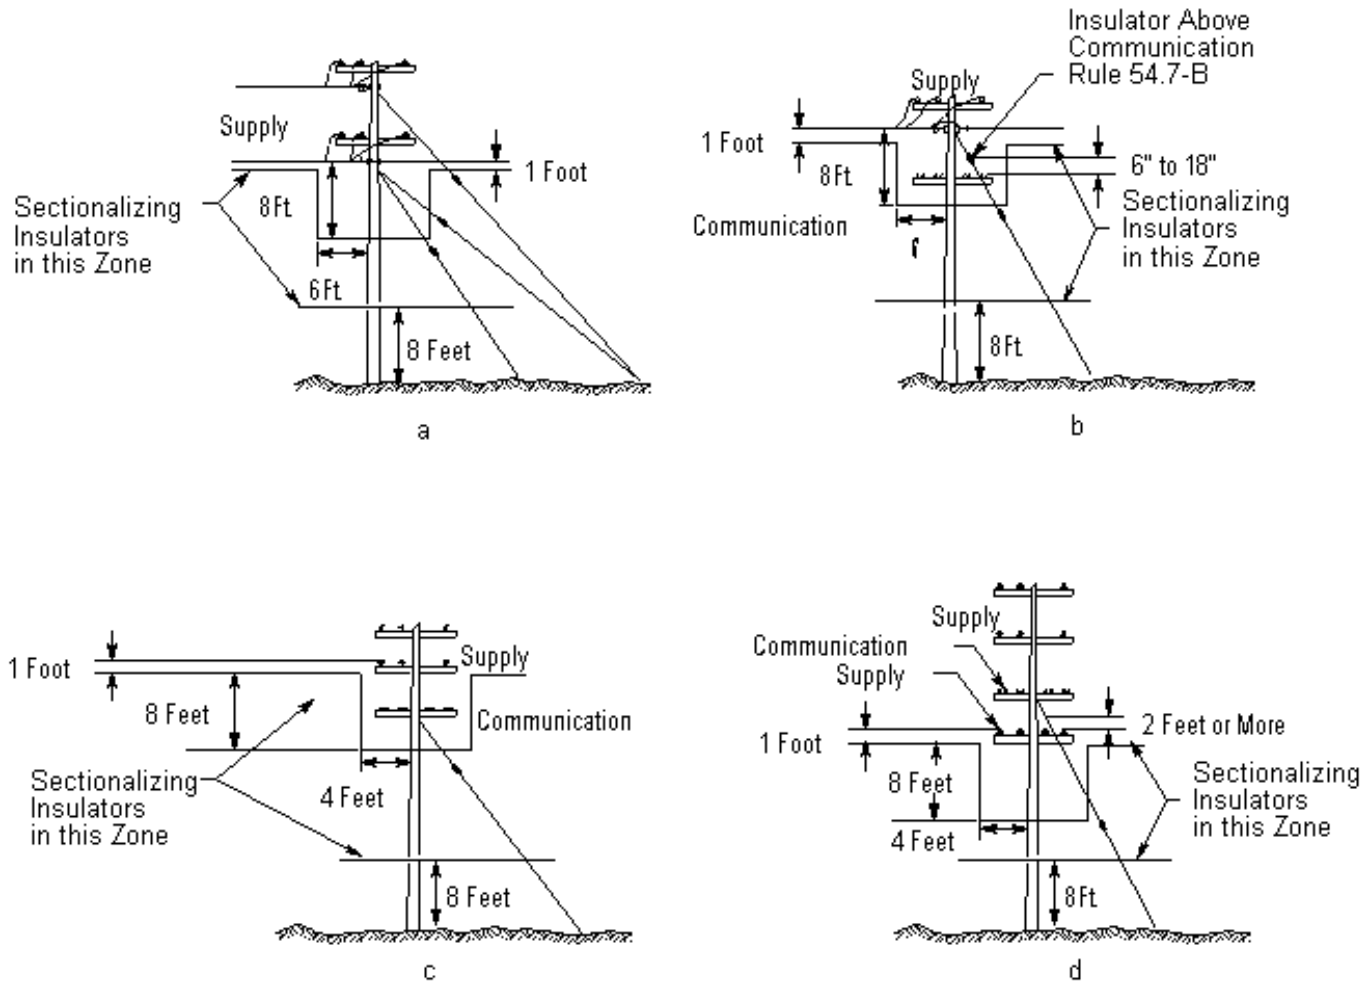 Supply
1 Foot
8Ft.
Sectionalizing
Insulators
in this Zone
6Ft.
8 Feet
a
Insulator Above
Communication
Rule 54.7-B
Supply
1 Foot
8Ft.
6" to 18"
Sectionalizing
Insulators
in this Zone
Communication
8Ft.
b
1 Foot
Supply
8 Feet
Communication
Sectionalizing
Insulators
in this Zone
4 Feet
8 Feet
c
Supply
Communication
Supply
2 Feet or More
1 Foot
8 Feet
Sectionalizing
Insulators
in this Zone
4 Feet
8Ft.
d